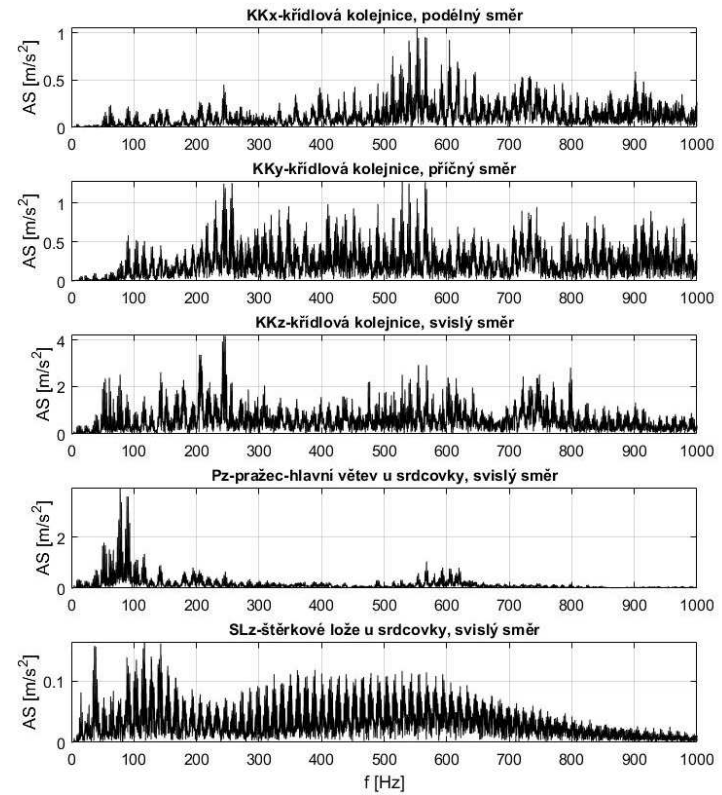 KKx-křídlová kolejnice, podélný směr
AS [m/s²]
1
0.5
0
0 100 200 300 400 500 600 700 800 900 1000
KKy-křídlová kolejnice, příčný směr
AS [m/s²]
1
0.5
0
0 100 200 300 400 500 600 700 800 900 1000
KKz-křídlová kolejnice, svislý směr
AS [m/s²]
4
2
0
0 100 200 300 400 500 600 700 800 900 1000
Pz-pražec-hlavní větev u srdcovky, svislý směr
AS [m/s²]
2
0
0 100 200 300 400 500 600 700 800 900 1000
SLz-štěrkové lože u srdcovky, svislý směr
AS [m/s²]
0.1
0
0 100 200 300 400 500 600 700 800 900 1000
f [Hz]